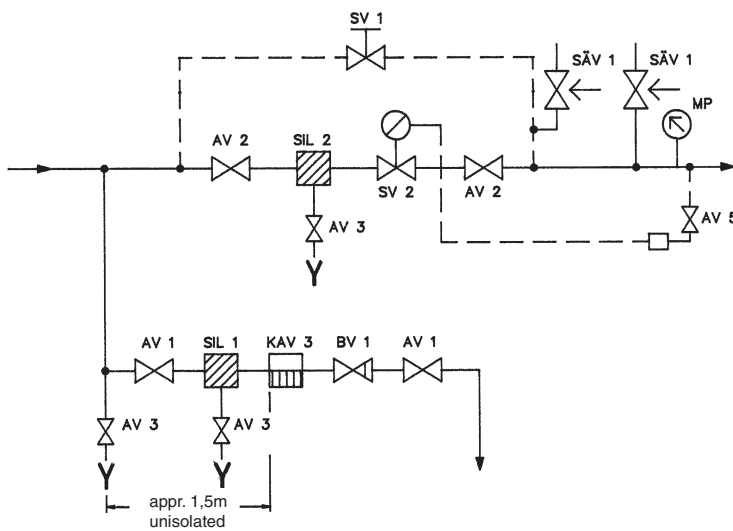 SV 1
SÄV 1
SÄV 1
MP
AV 2
SIL 2
SV 2
AV 2
AV 3
AV 5
AV 1
SIL 1
KAV 3
BV 1
AV 1
AV 3
AV 3
appr. 1,5m
unisolated